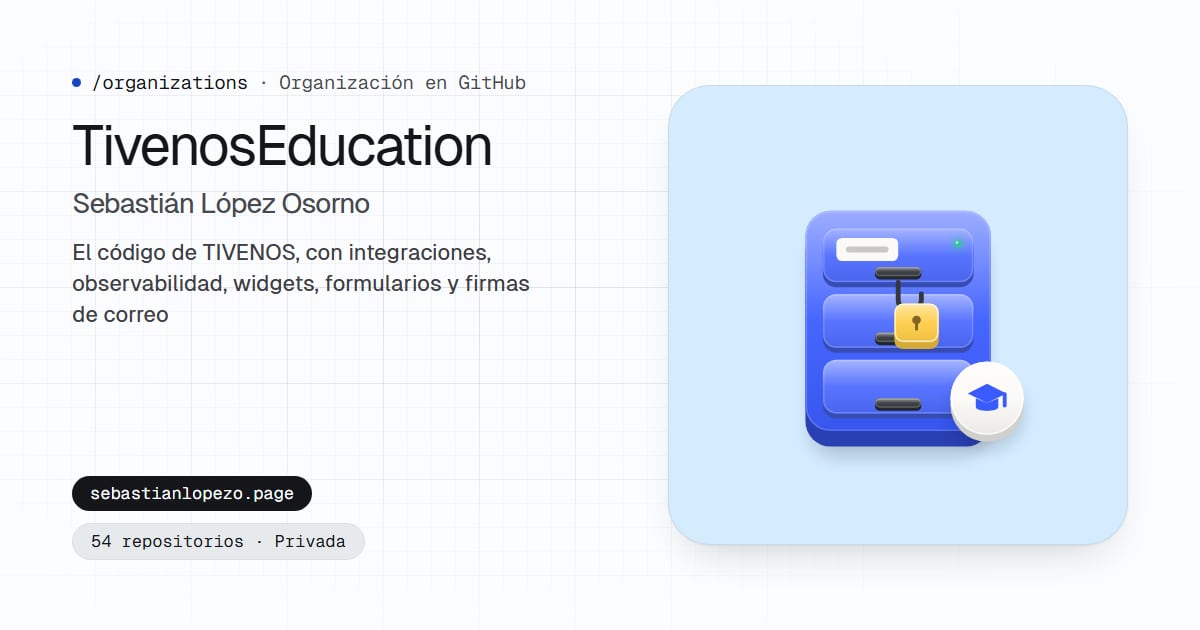 /organizations · Organización en GitHub
TivenosEducation
Sebastián López Osorno
El código de TIVENOS, con integraciones,
observabilidad, widgets, formularios y firmas
de correo
sebastianlopezo.page
54 repositorios · Privada